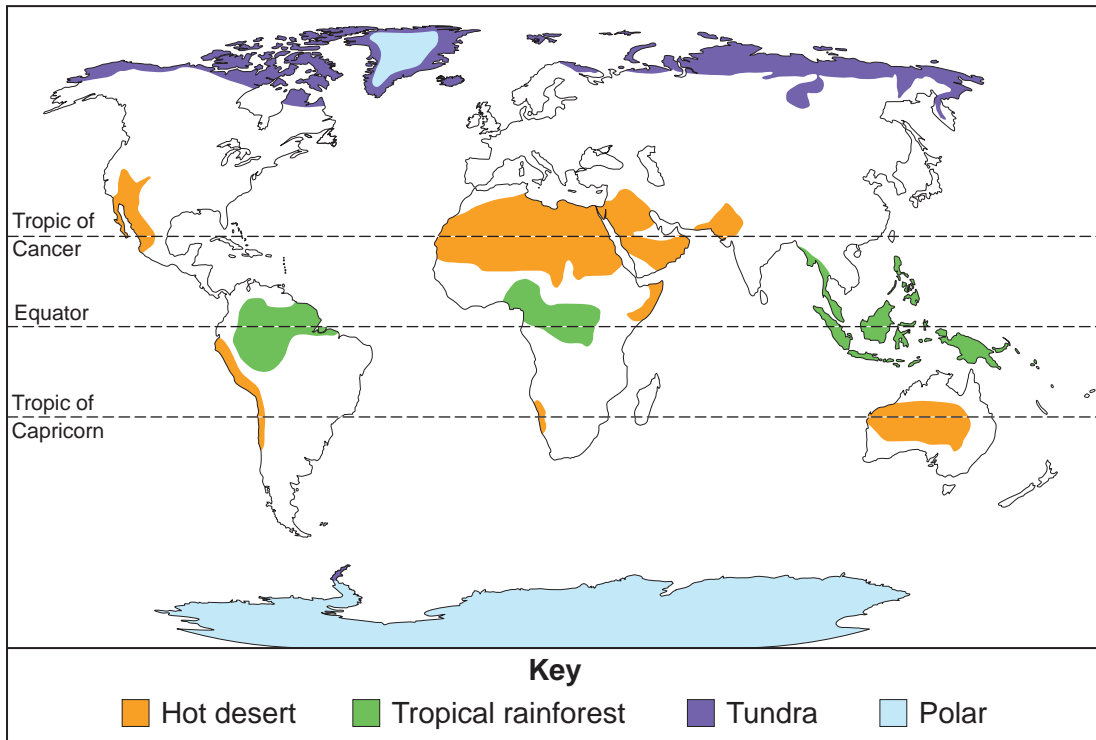 Tropic of
Cancer
Equator
Tropic of
Capricorn
Key
Hot desert
Tropical rainforest
Tundra
Polar